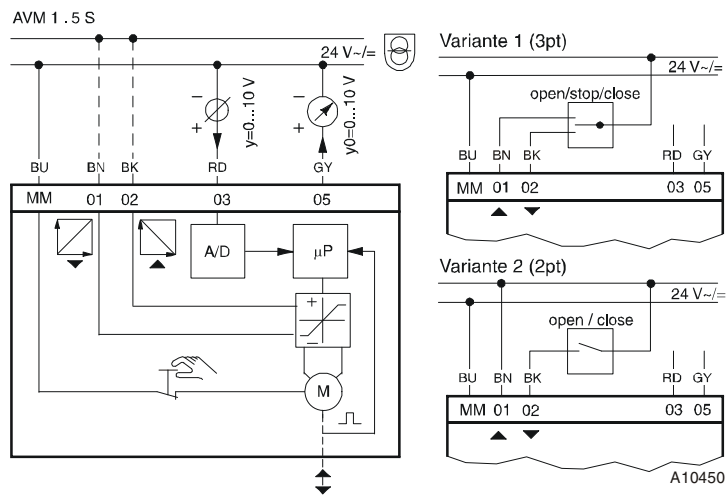 AVM 1 . 5 S
24 V~/=
y=0...10 V
y0=0...10 V
BU BN BK RD GY
MM 01 02 03 05
A/D µP
+
–
M
Variante 1 (3pt)
24 V~/=
open/stop/close
BU BN BK RD GY
MM 01 02 03 05
Variante 2 (2pt)
24 V~/=
open / close
BU BN BK RD GY
MM 01 02 03 05
A10450